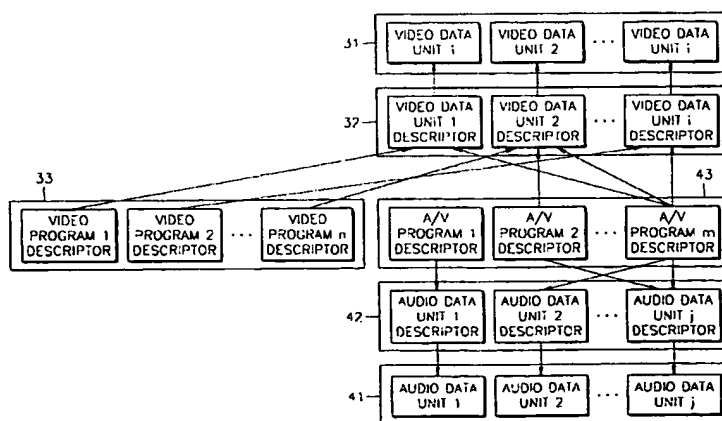 31
VIDEO DATA
UNIT 1
VIDEO DATA
UNIT 2
...
VIDEO DATA
UNIT i
32
VIDEO DATA
UNIT 1
DESCRIPTOR
VIDEO DATA
UNIT 2
DESCRIPTOR
...
VIDEO DATA
UNIT i
DESCRIPTOR
33
VIDEO
PROGRAM 1
DESCRIPTOR
VIDEO
PROGRAM 2
DESCRIPTOR
...
VIDEO
PROGRAM n
DESCRIPTOR
43
A/V
PROGRAM 1
DESCRIPTOR
A/V
PROGRAM 2
DESCRIPTOR
...
A/V
PROGRAM m
DESCRIPTOR
42
AUDIO DATA
UNIT 1
DESCRIPTOR
AUDIO DATA
UNIT 2
DESCRIPTOR
...
AUDIO DATA
UNIT j
DESCRIPTOR
41
AUDIO DATA
UNIT 1
AUDIO DATA
UNIT 2
...
AUDIO DATA
UNIT j